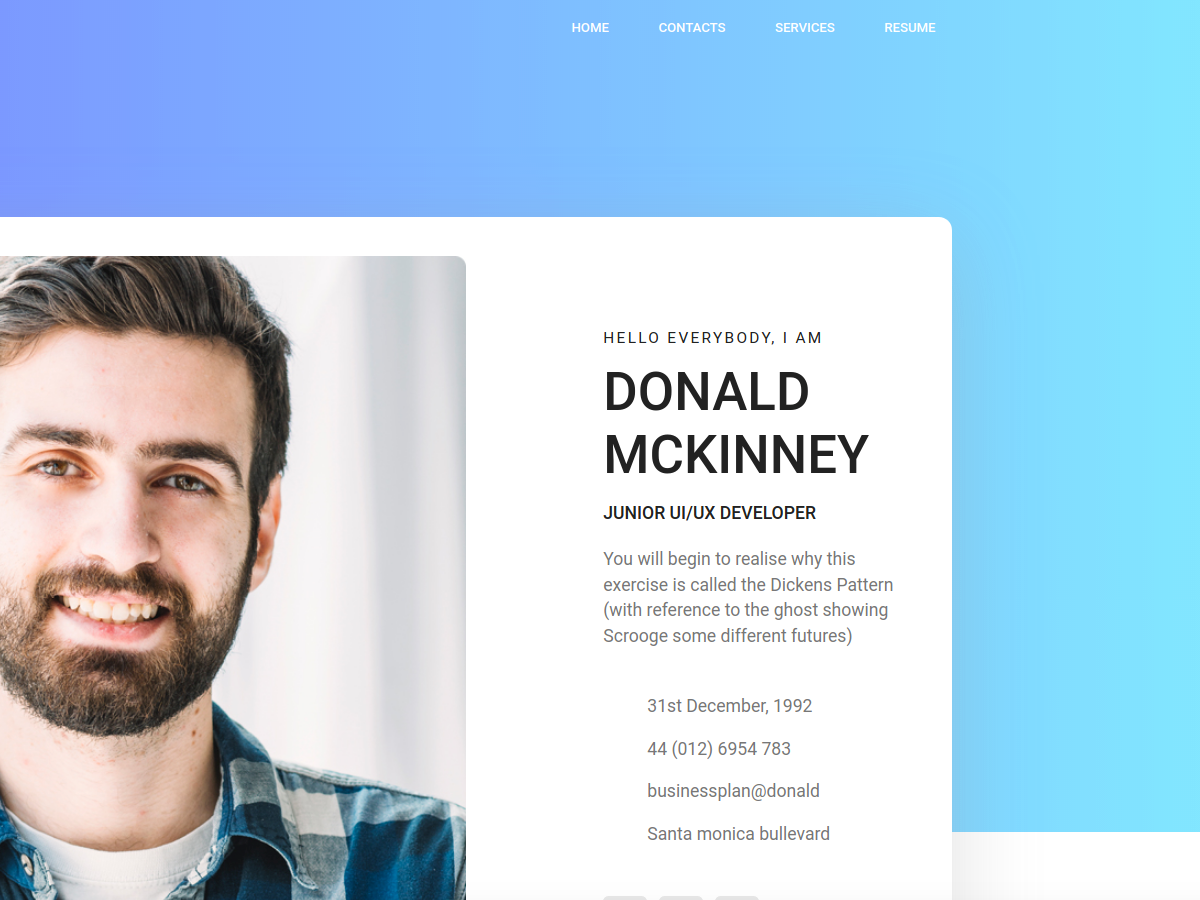 HOME
CONTACTS
SERVICES
RESUME
HELLO EVERYBODY, I AM
DONALD
MCKINNEY
JUNIOR UI/UX DEVELOPER
You will begin to realise why this
exercise is called the Dickens Pattern
(with reference to the ghost showing
Scrooge some different futures)
31st December, 1992
44 (012) 6954 783
businessplan@donald
Santa monica bullevard